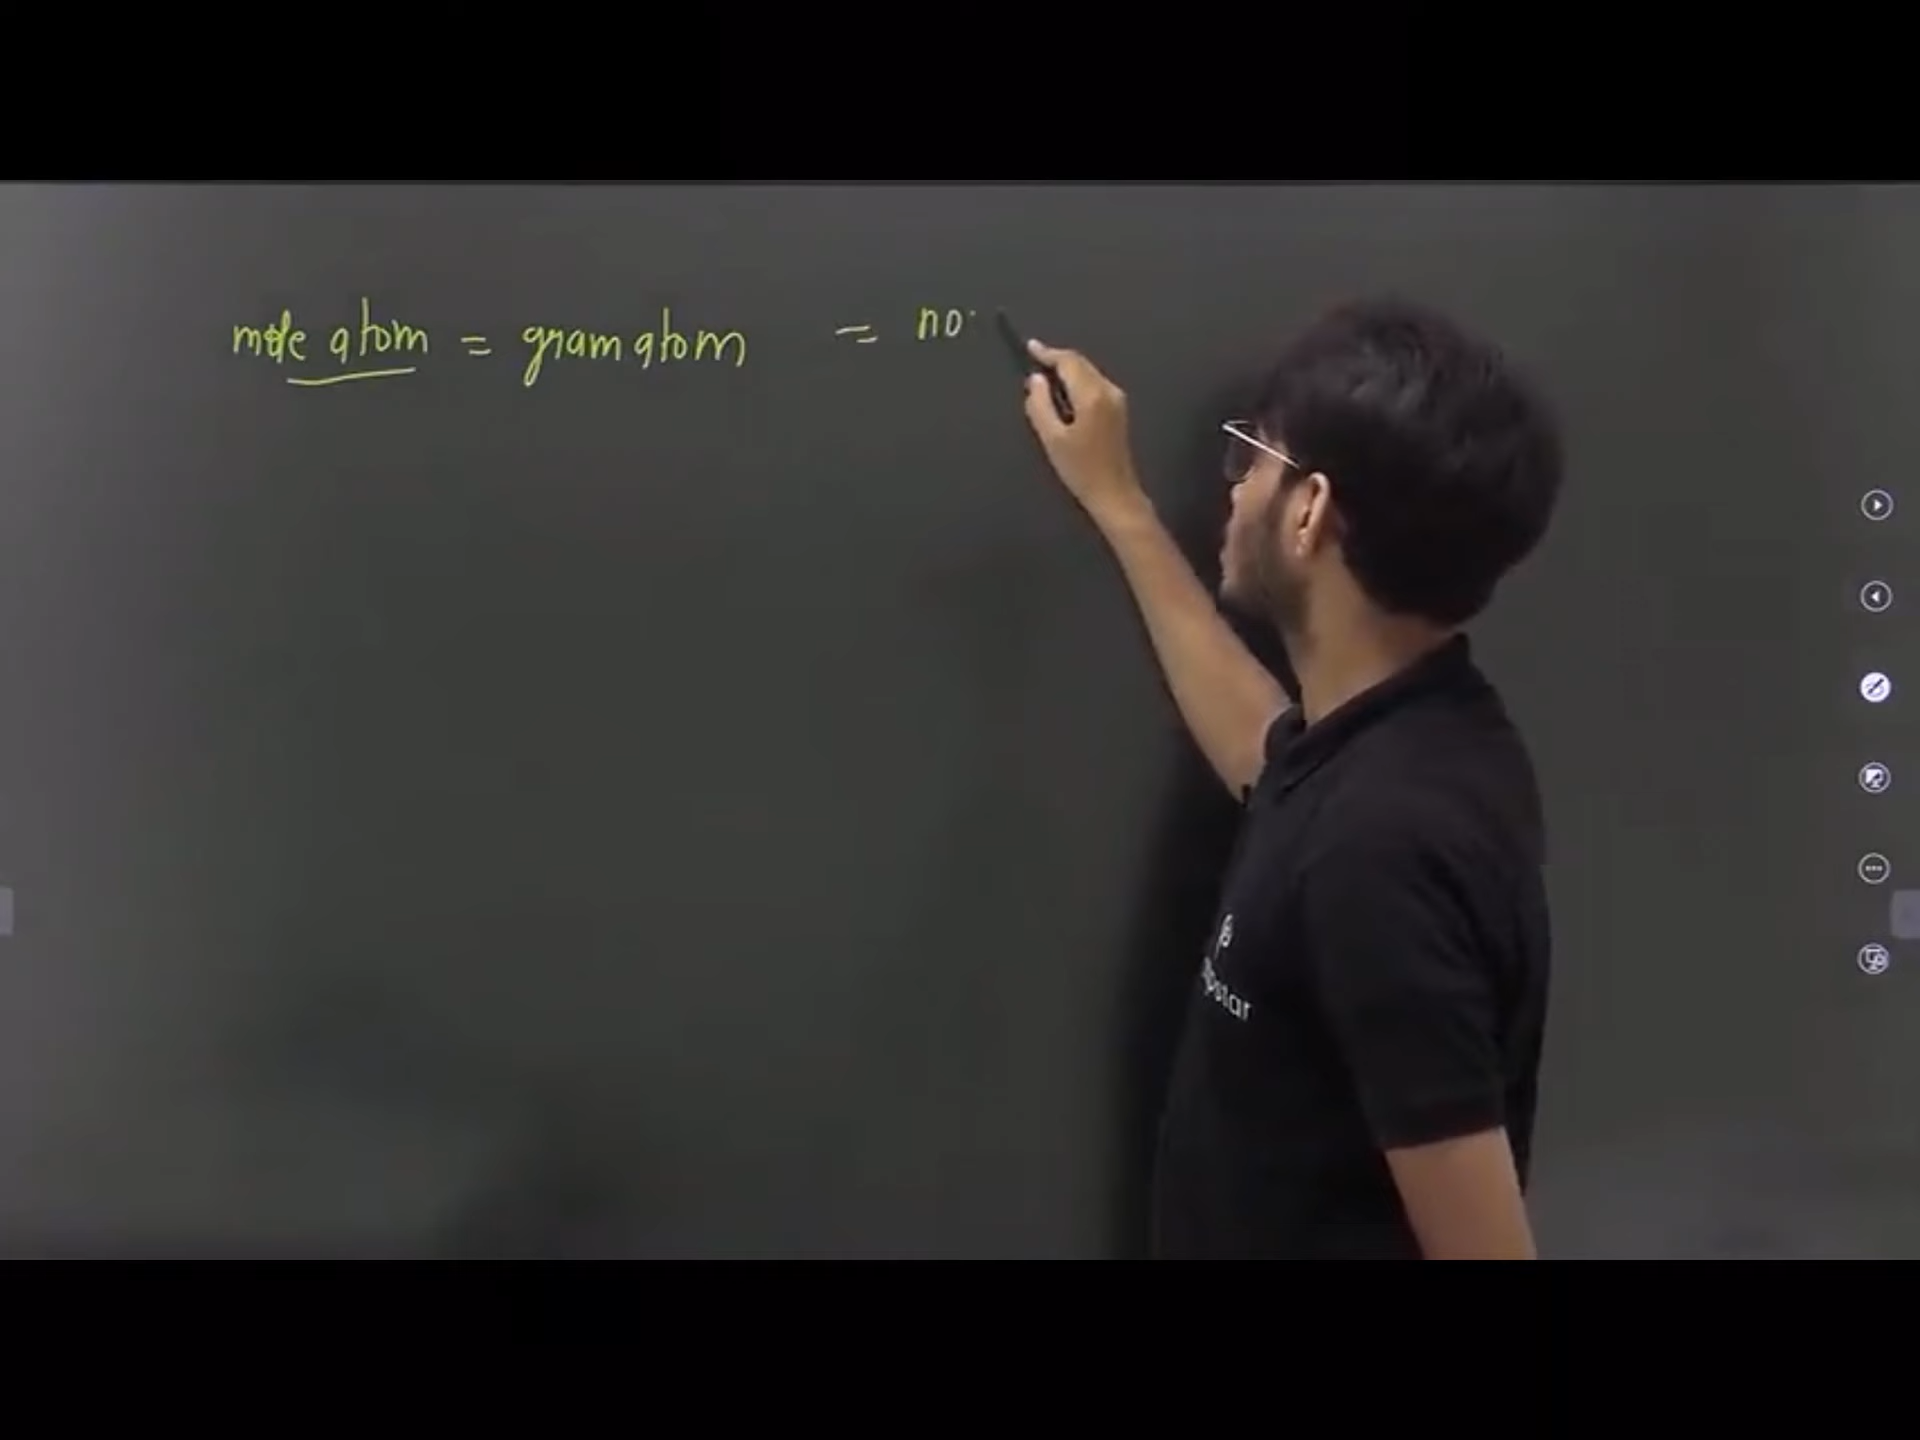 mole atom = gram atom = no.